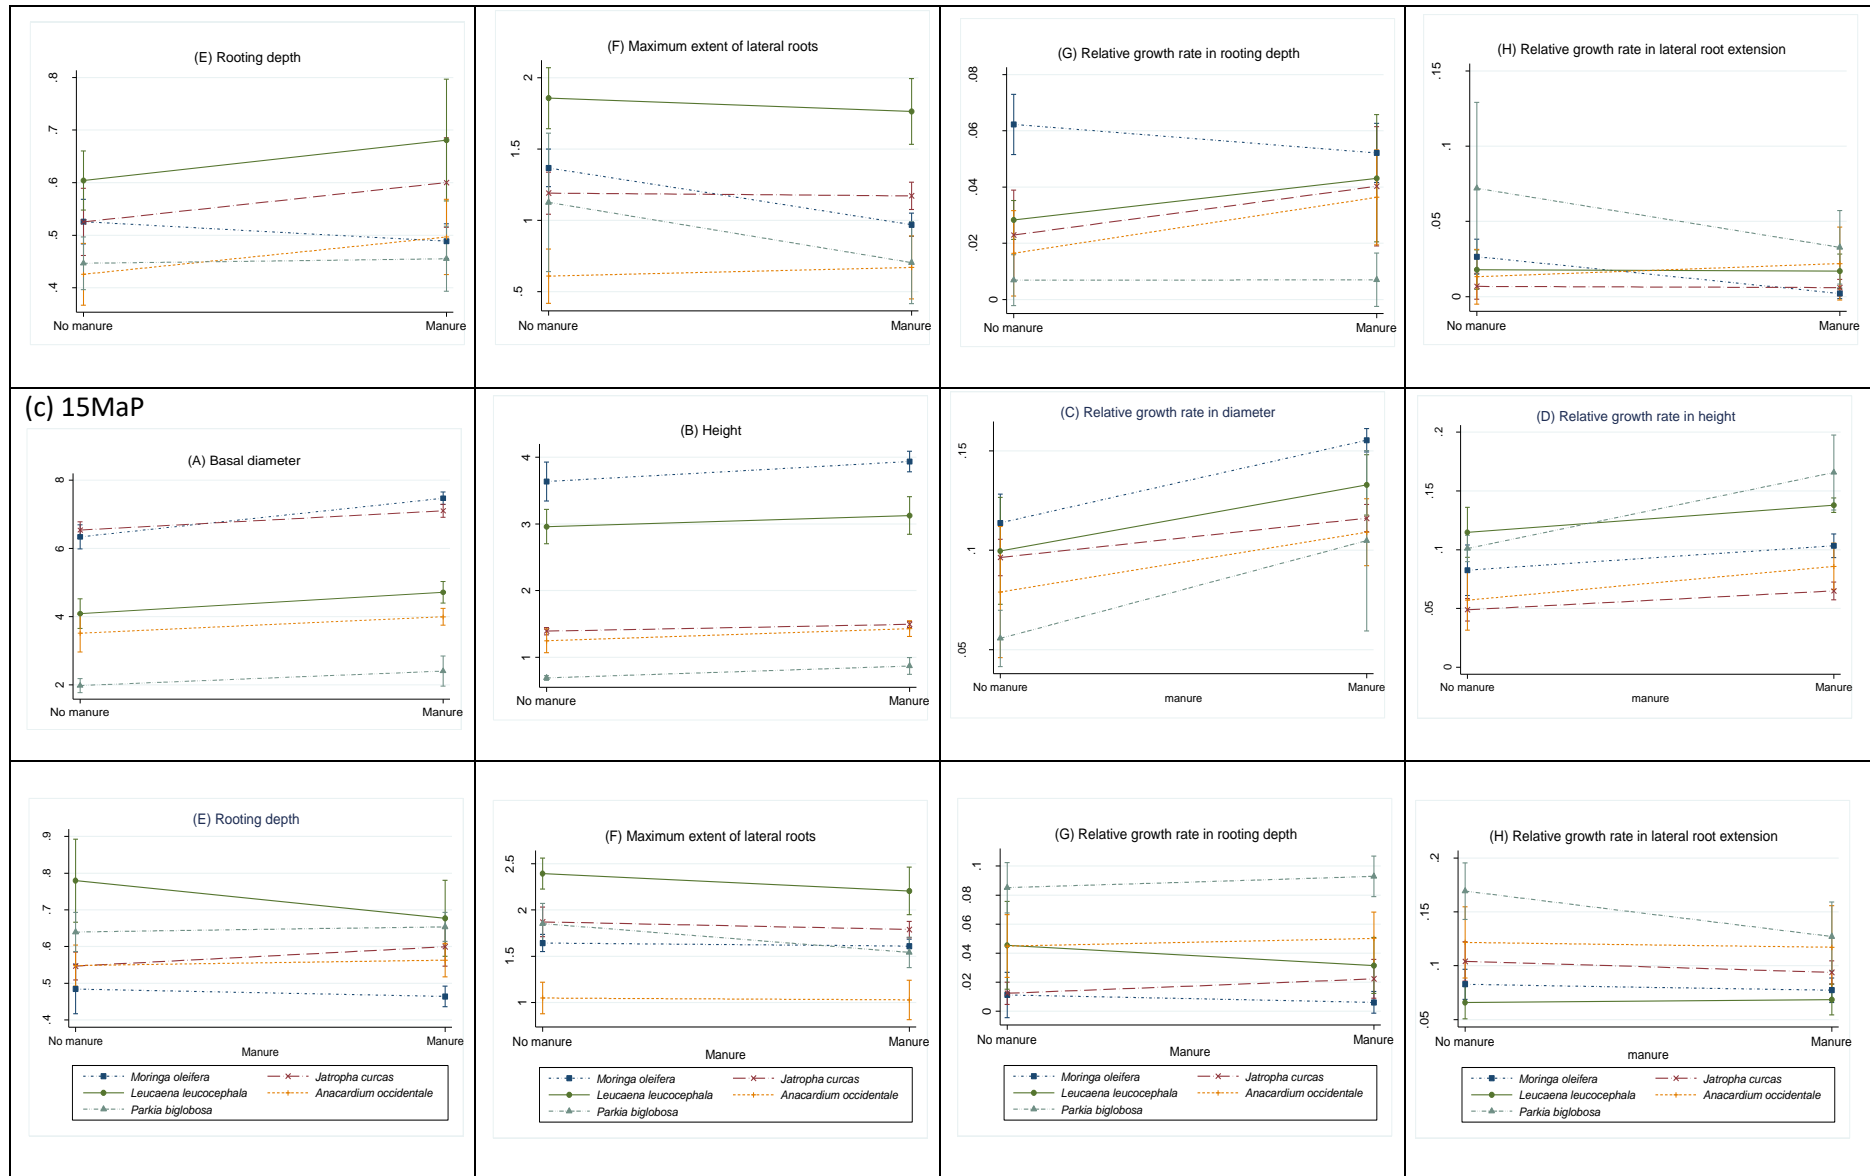 (E) Rooting depth
.8
.7
.6
.5
.4
No manure
Manure
(F) Maximum extent of lateral roots
2
1.5
1
.5
No manure
Manure
(G) Relative growth rate in rooting depth
.08
.06
.04
.02
0
No manure
Manure
(H) Relative growth rate in lateral root extension
.15
.1
.05
0
No manure
Manure
(c) 15MaP
(A) Basal diameter
8
6
4
2
No manure
Manure
(B) Height
4
3
2
1
No manure
Manure
(C) Relative growth rate in diameter
.15
.1
.05
No manure
Manure
manure
(D) Relative growth rate in height
.2
.15
.1
.05
0
No manure
Manure
manure
(E) Rooting depth
.9
.8
.7
.6
.5
.4
No manure
Manure
Manure
Moringa oleifera
Jatropha curcas
Leucaena leucocephala
Anacardium occidentale
Parkia biglobosa
(F) Maximum extent of lateral roots
2.5
2
1.5
1
No manure
Manure
Manure
Moringa oleifera
Jatropha curcas
Leucaena leucocephala
Anacardium occidentale
Parkia biglobosa
(G) Relative growth rate in rooting depth
.1
.08
.06
.04
.02
0
No manure
Manure
Manure
Moringa oleifera
Jatropha curcas
Leucaena leucocephala
Anacardium occidentale
Parkia biglobosa
(H) Relative growth rate in lateral root extension
.2
.15
.1
.05
No manure
Manure
manure
Moringa oleifera
Jatropha curcas
Leucaena leucocephala
Anacardium occidentale
Parkia biglobosa